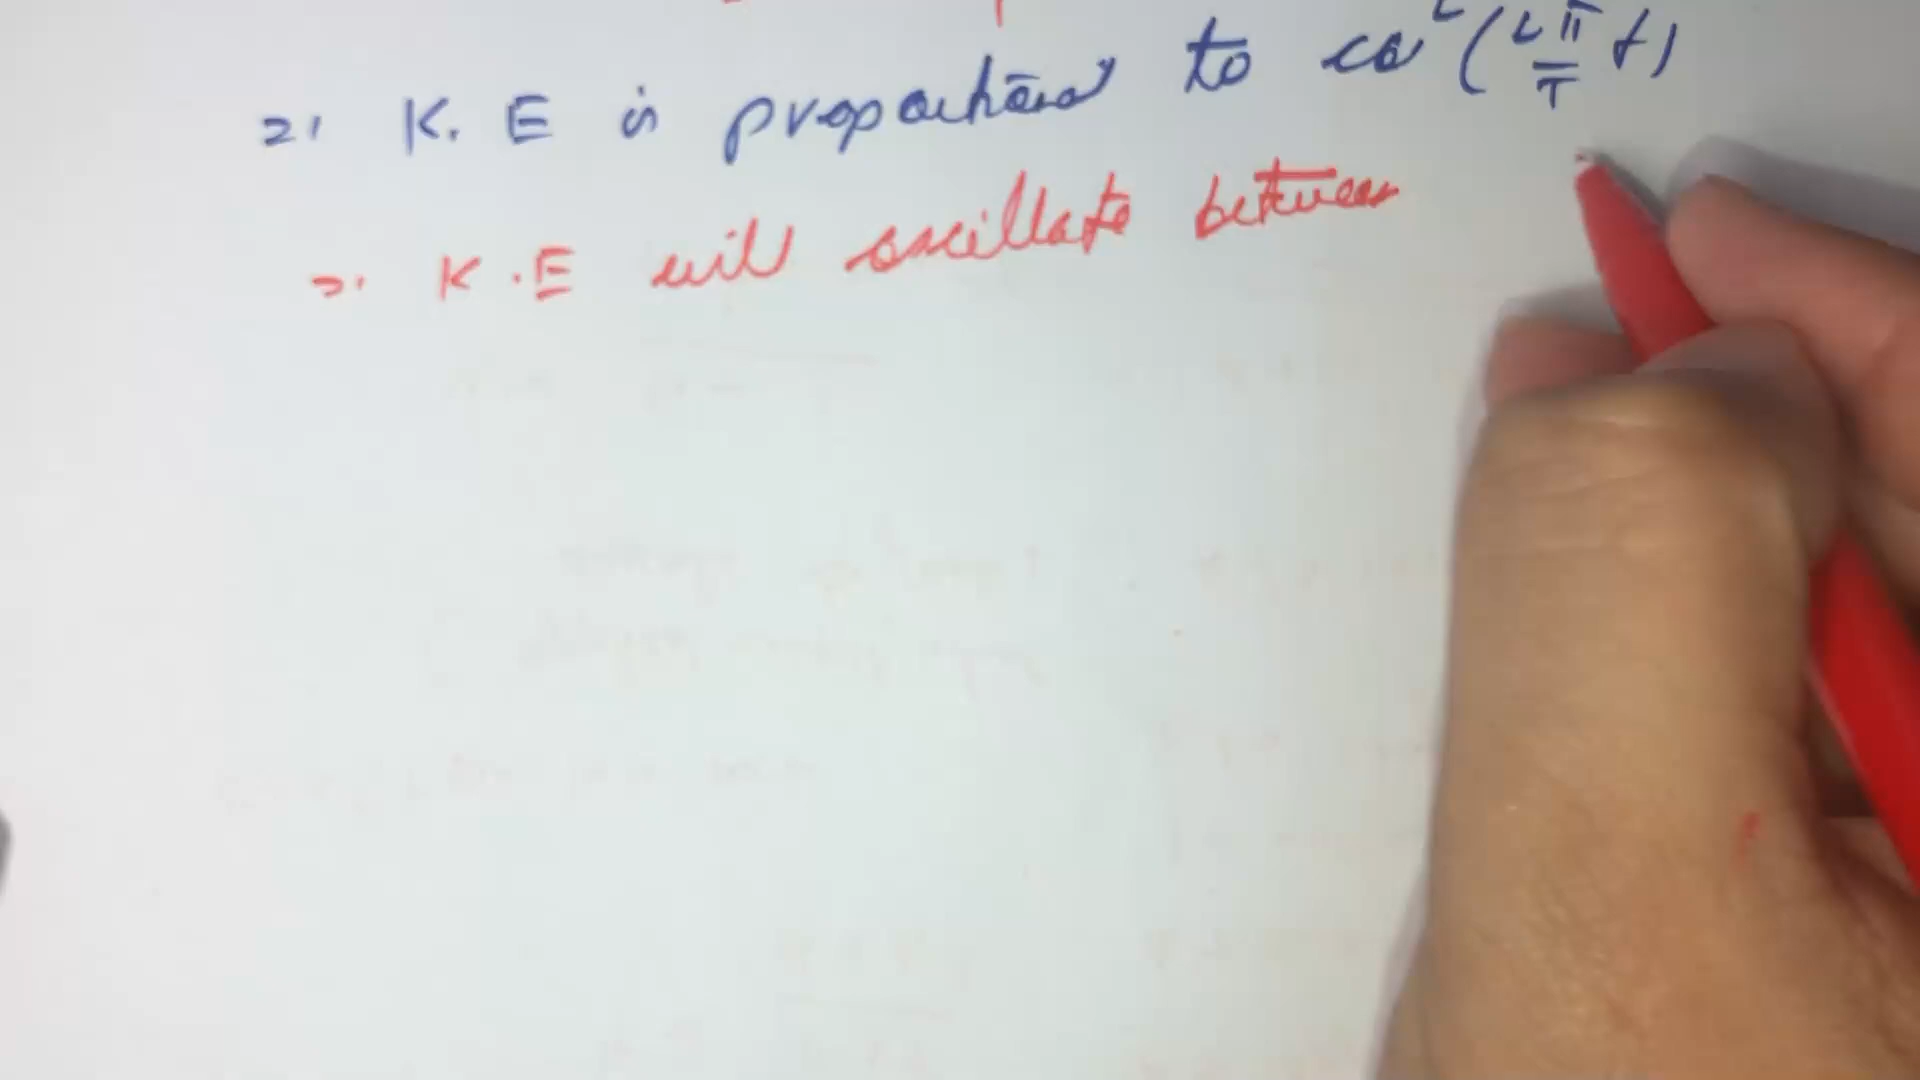 =) K. E is proportional to cos²(2π/T t)
=) K.E will oscillate between